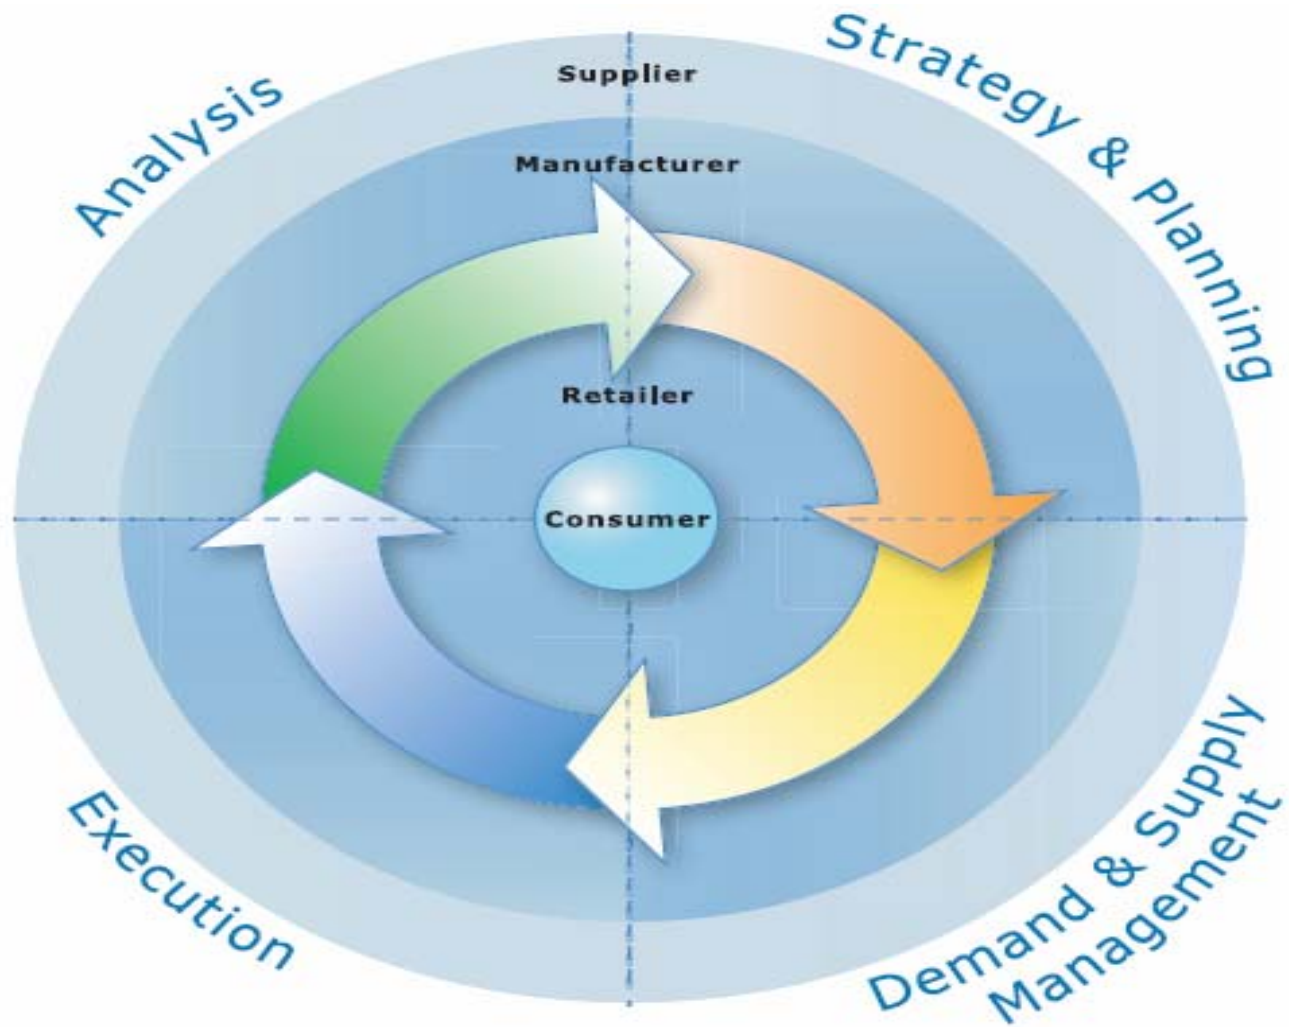 Strategy & Planning
Analysis
Supplier
Manufacturer
Retailer
Consumer
Execution
Demand & Supply
Management